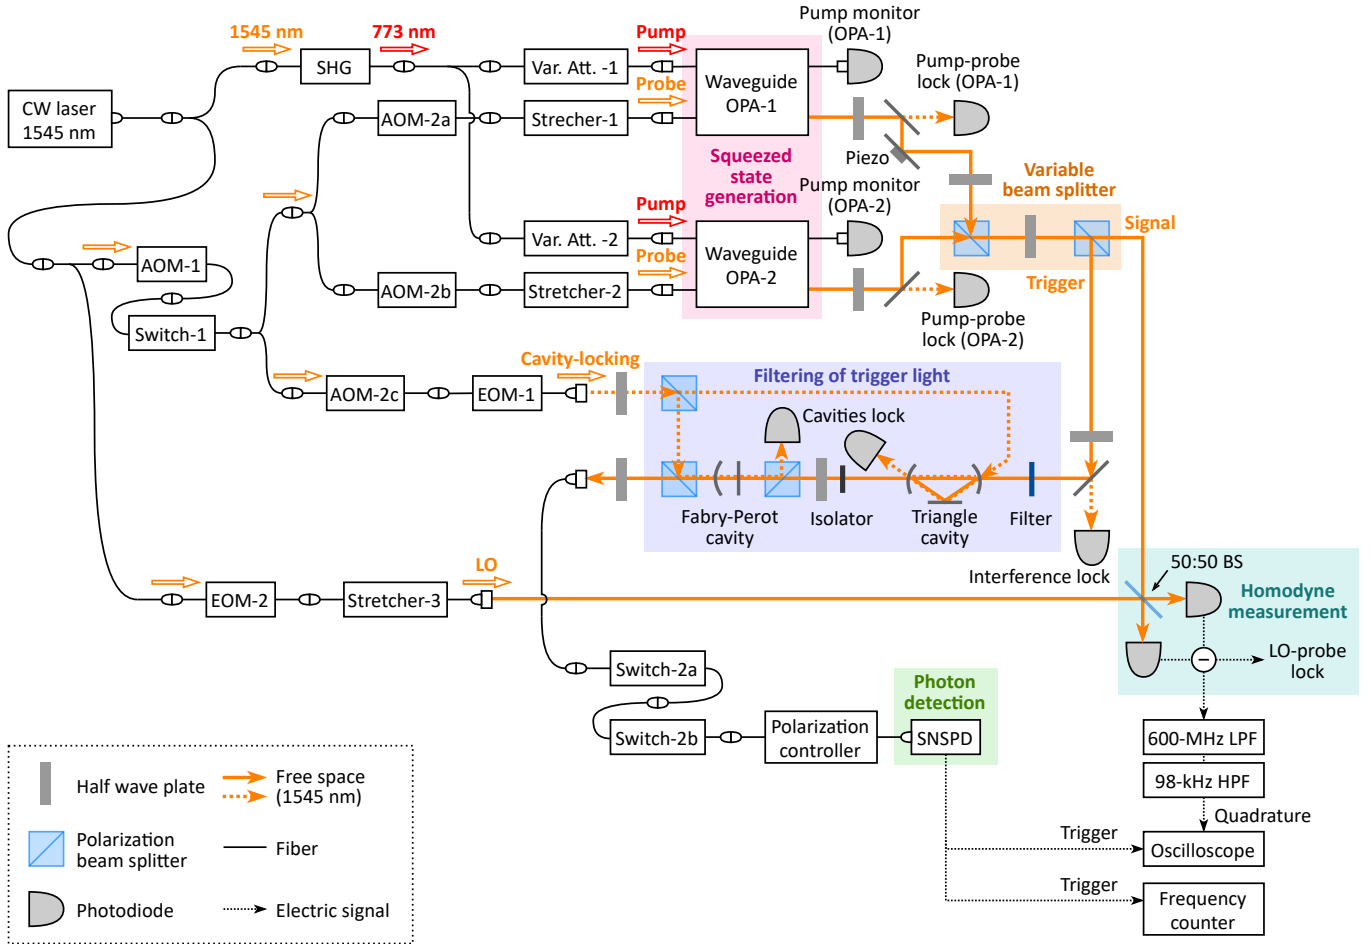 1545 nm
773 nm
Pump
Pump monitor
(OPA-1)
CW laser
1545 nm
SHG
Var. Att. -1
Probe
Waveguide
OPA-1
Pump-probe
lock (OPA-1)
AOM-2a
Strecher-1
Piezo
Squeezed
state
generation
Pump monitor
(OPA-2)
Variable
beam splitter
Pump
Signal
AOM-1
Var. Att. -2
Probe
Waveguide
OPA-2
Trigger
AOM-2b
Stretcher-2
Pump-probe
lock (OPA-2)
Switch-1
Cavity-locking
Filtering of trigger light
AOM-2c
EOM-1
Cavities lock
Fabry-Perot
cavity
Isolator
Triangle
cavity
Filter
Interference lock
50:50 BS
LO
EOM-2
Stretcher-3
Homodyne
measurement
LO-probe
lock
Switch-2a
Switch-2b
Polarization
controller
Photon
detection
SNSPD
600-MHz LPF
98-kHz HPF
Quadrature
Trigger
Oscilloscope
Trigger
Frequency
counter
Half wave plate
Free space
(1545 nm)
Polarization
beam splitter
Fiber
Photodiode
Electric signal